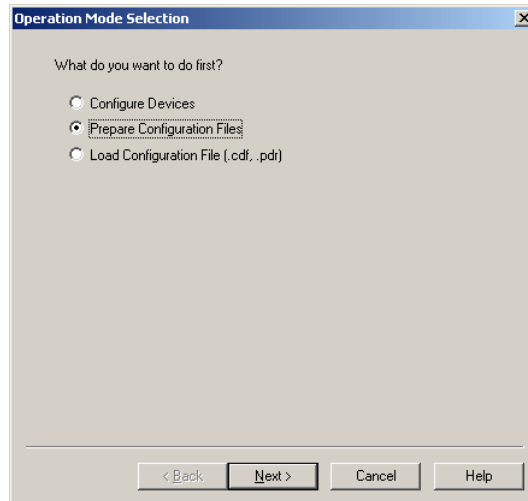 Operation Mode Selection
What do you want to do first?
Configure Devices
Prepare Configuration Files
Load Configuration File (.cdf, .pdr)
< Back Next > Cancel Help